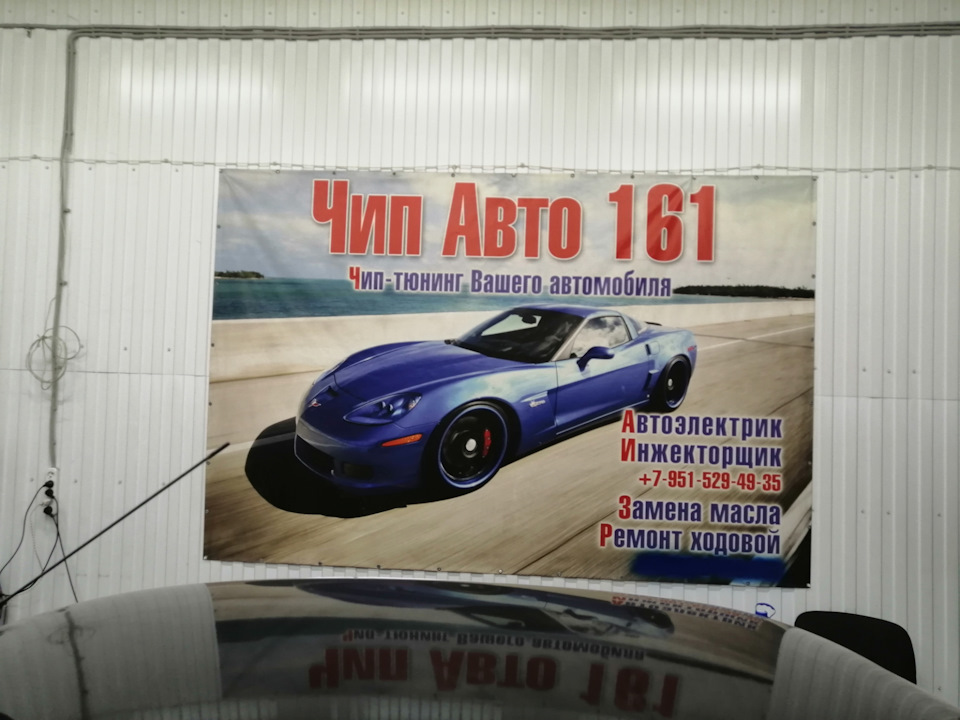 Чип Авто 161
Чип-тюнинг Вашего автомобиля
Автоэлектрик
Инжекторщик
+7-951-529-49-35
Замена масла
Ремонт ходовой